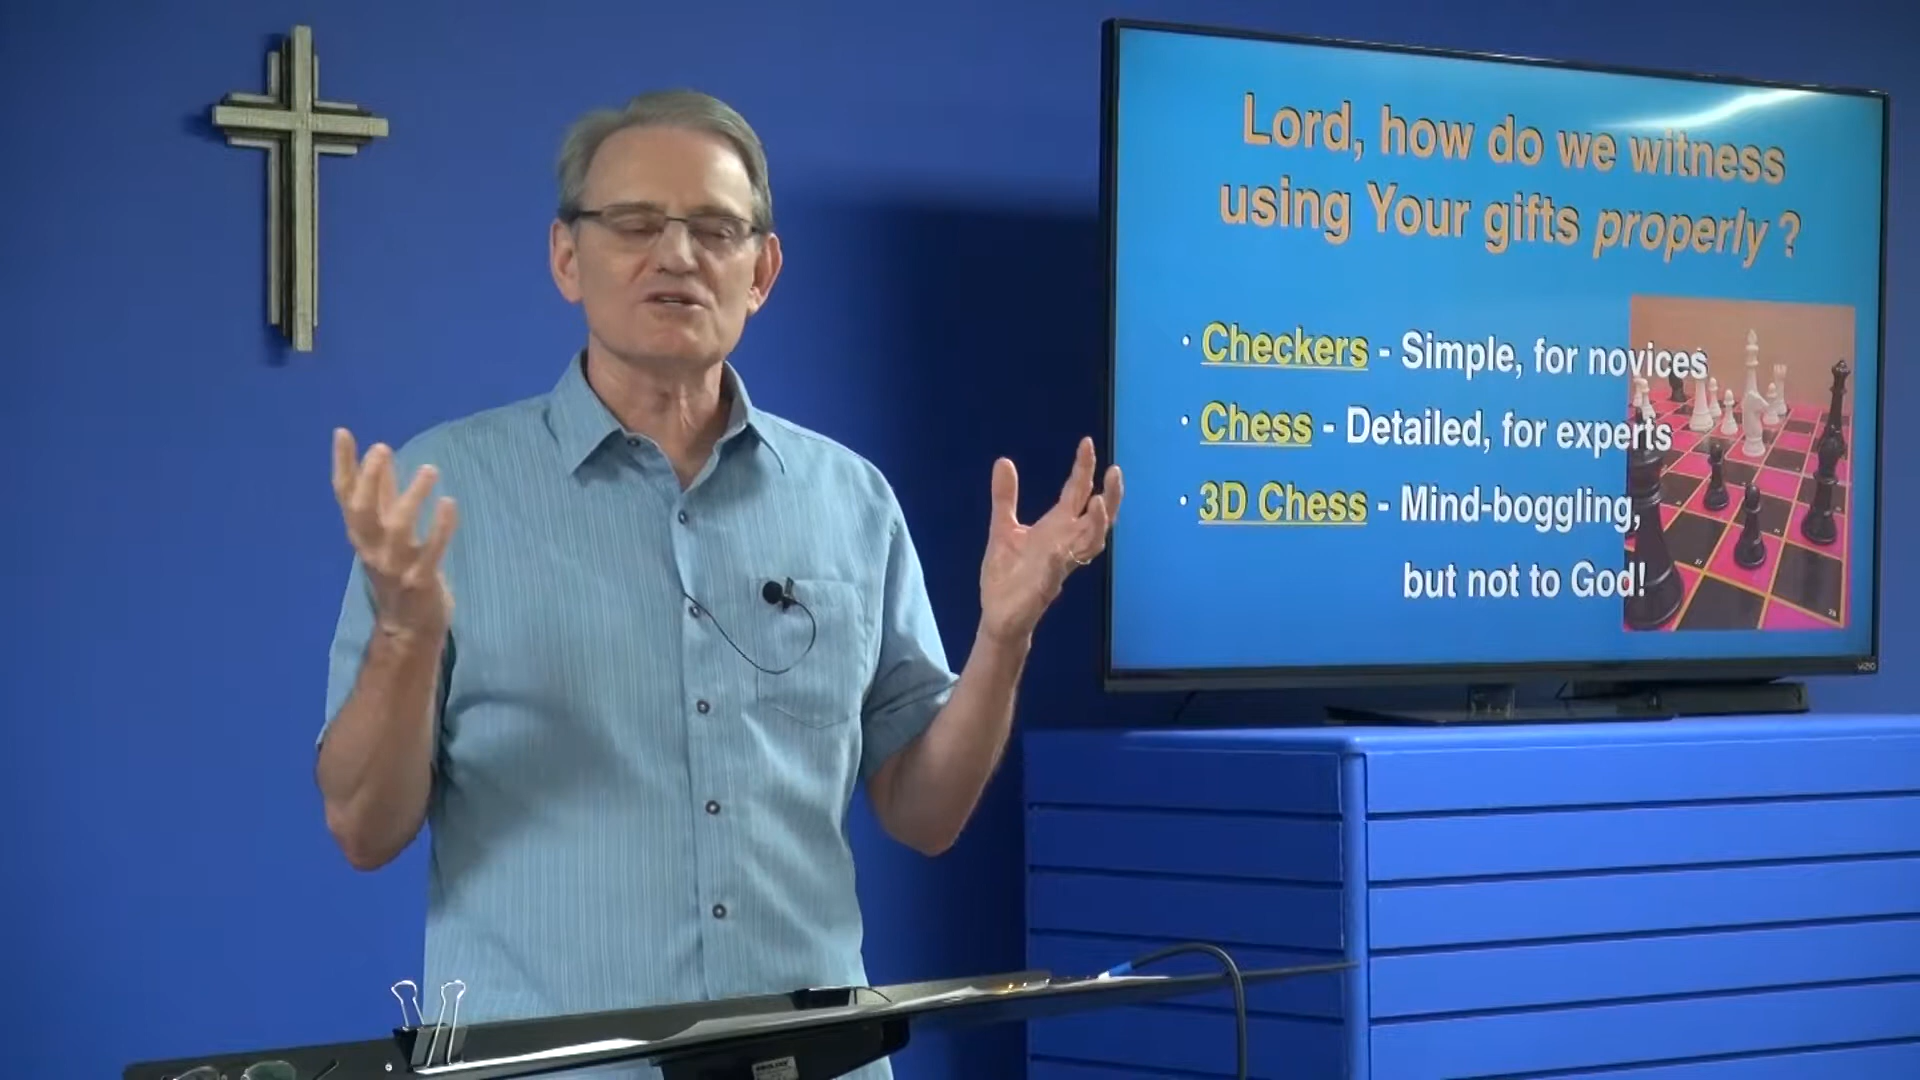 Lord, how do we witness
using Your gifts properly ?
· Checkers - Simple, for novices
· Chess - Detailed, for experts
· 3D Chess - Mind-boggling,
but not to God!
VIZIO